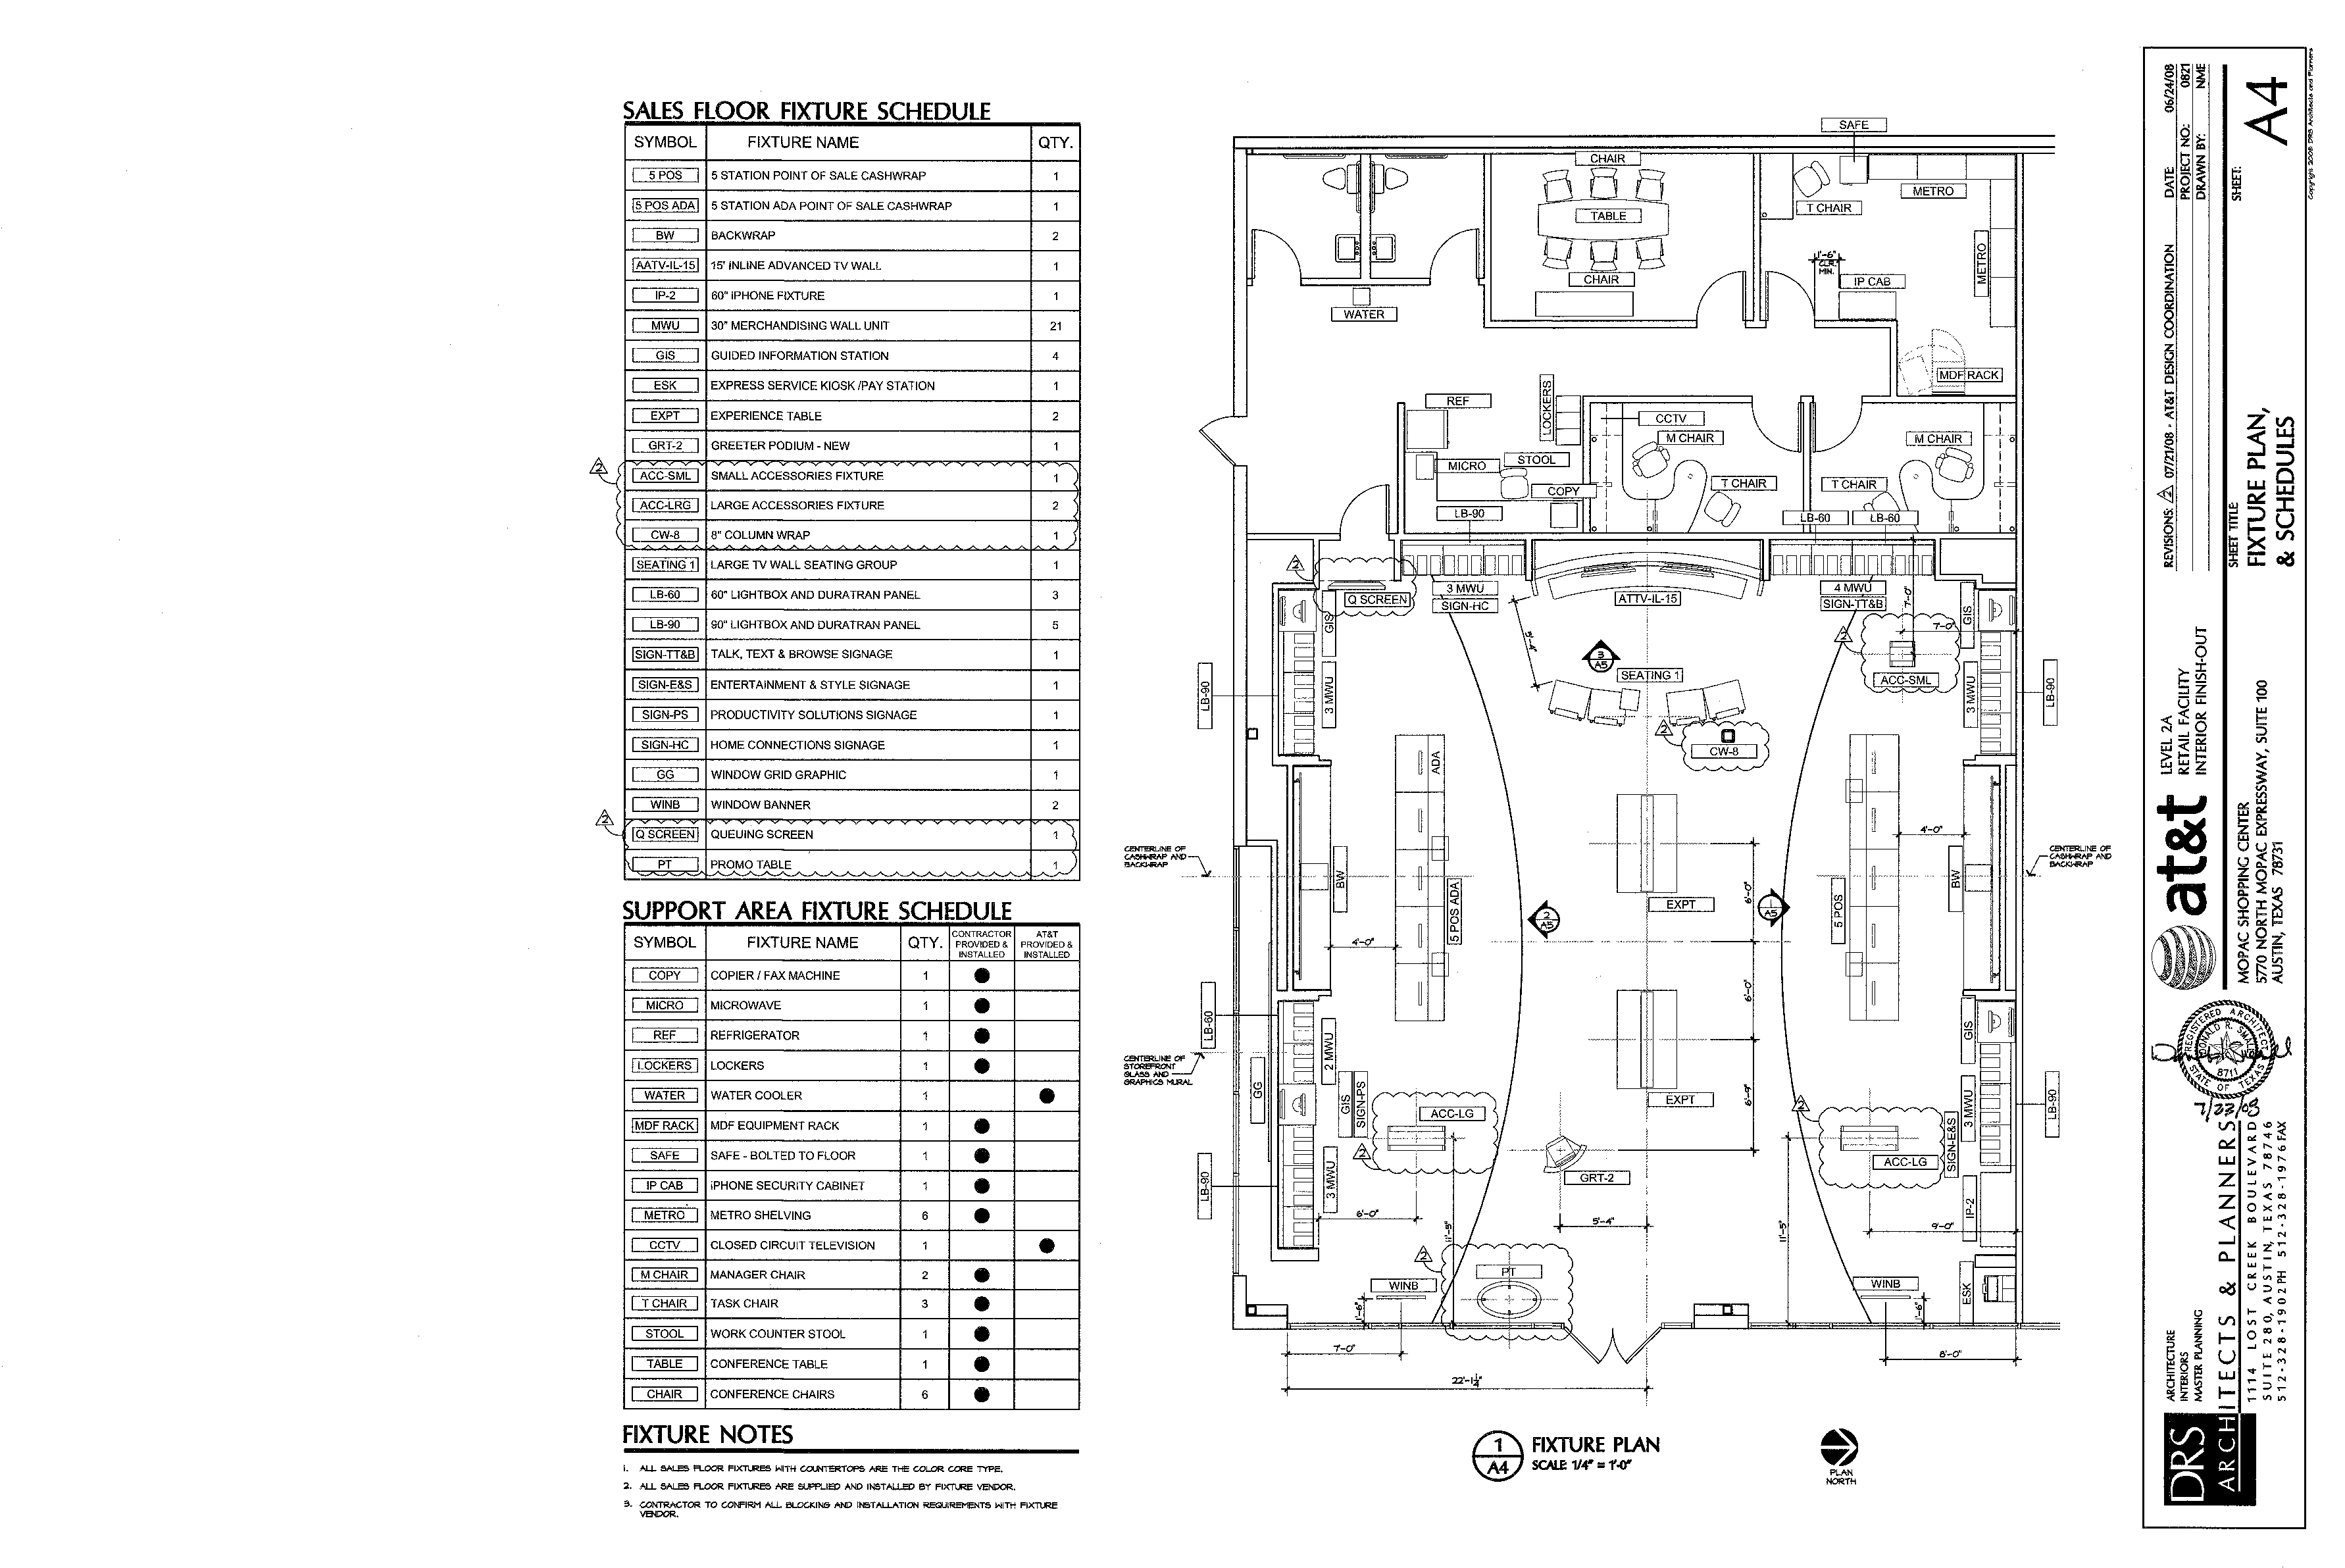 SALES FLOOR FIXTURE SCHEDULE
SYMBOL FIXTURE NAME QTY.
5 POS 5 STATION POINT OF SALE CASHWRAP 1
5 POS ADA 5 STATION ADA POINT OF SALE CASHWRAP 1
BW BACKWRAP 2
AATV-IL-15 15' INLINE ADVANCED TV WALL 1
IP-2 60" iPHONE FIXTURE 1
MWU 30" MERCHANDISING WALL UNIT 21
GIS GUIDED INFORMATION STATION 4
ESK EXPRESS SERVICE KIOSK /PAY STATION 1
EXPT EXPERIENCE TABLE 2
GRT-2 GREETER PODIUM - NEW 1
2
ACC-SML SMALL ACCESSORIES FIXTURE 1
ACC-LRG LARGE ACCESSORIES FIXTURE 2
CW-8 8" COLUMN WRAP 1
SEATING 1 LARGE TV WALL SEATING GROUP 1
LB-60 60" LIGHTBOX AND DURATRAN PANEL 3
LB-90 90" LIGHTBOX AND DURATRAN PANEL 5
SIGN-TT&B TALK, TEXT & BROWSE SIGNAGE 1
SIGN-E&S ENTERTAINMENT & STYLE SIGNAGE 1
SIGN-PS PRODUCTIVITY SOLUTIONS SIGNAGE 1
SIGN-HC HOME CONNECTIONS SIGNAGE 1
GG WINDOW GRID GRAPHIC 1
WINB WINDOW BANNER 2
2
Q SCREEN QUEUING SCREEN 1
PT PROMO TABLE 1
SUPPORT AREA FIXTURE SCHEDULE
SYMBOL FIXTURE NAME QTY. CONTRACTOR PROVIDED & INSTALLED AT&T PROVIDED & INSTALLED
COPY COPIER / FAX MACHINE 1
MICRO MICROWAVE 1
REF REFRIGERATOR 1
LOCKERS LOCKERS 1
WATER WATER COOLER 1
MDF RACK MDF EQUIPMENT RACK 1
SAFE SAFE - BOLTED TO FLOOR 1
IP CAB iPHONE SECURITY CABINET 1
METRO METRO SHELVING 6
CCTV CLOSED CIRCUIT TELEVISION 1
M CHAIR MANAGER CHAIR 2
T CHAIR TASK CHAIR 3
STOOL WORK COUNTER STOOL 1
TABLE CONFERENCE TABLE 1
CHAIR CONFERENCE CHAIRS 6
FIXTURE NOTES
1. ALL SALES FLOOR FIXTURES WITH COUNTERTOPS ARE THE COLOR CORE TYPE.
2. ALL SALES FLOOR FIXTURES ARE SUPPLIED AND INSTALLED BY FIXTURE VENDOR.
3. CONTRACTOR TO CONFIRM ALL BLOCKING AND INSTALLATION REQUIREMENTS WITH FIXTURE
VENDOR.
SAFE
CHAIR
METRO
T CHAIR
TABLE
METRO
1'-6"
CLR.
MIN.
CHAIR
IP CAB
WATER
MDF RACK
REF
LOCKERS
CCTV
M CHAIR
M CHAIR
MICRO
STOOL
COPY
T CHAIR
T CHAIR
LB-90
LB-60
LB-60
2
Q SCREEN
3 MWU
SIGN-HC
ATTV-IL-15
4 MWU
SIGN-TT&B
7'-0"
GIS
GIS
5'-4"
2
7'-0"
3
A5
SEATING 1
ACC-SML
LB-90
3 MWU
3 MWU
LB-90
2
CW-8
ADA
CENTERLINE OF
CASHWRAP AND
BACKWRAP
4'-0"
CENTERLINE OF
CASHWRAP AND
BACKWRAP
BW
BW
6'-0"
EXPT
2
A5
1
A5
5 POS ADA
5 POS
4'-0"
6'-0"
LB-60
2 MWU
GIS
CENTERLINE OF
STOREFRONT
GLASS AND
GRAPHICS MURAL
GG
GIS
SIGN-PS
ACC-LG
EXPT
6'-9"
2
3 MWU
LB-90
2
SIGN-E&S
ACC-LG
GRT-2
LB-90
3 MWU
IP-2
6'-0"
5'-4"
9'-0"
11'-5"
11'-5"
2
PT
WINB
WINB
ESK
1'-6"
1'-6"
7'-0"
8'-0"
22'-1¼"
1
A4
FIXTURE PLAN
SCALE: 1/4" = 1'-0"
PLAN
NORTH
REVISIONS: 2 07/21/08 - AT&T DESIGN COORDINATION
DATE 06/24/08
PROJECT NO: 0821
DRAWN BY: NME
SHEET:
A4
Copyright 2008 DRS Architects and Planners
SHEET TITLE
FIXTURE PLAN,
& SCHEDULES
LEVEL 2A
RETAIL FACILITY
INTERIOR FINISH-OUT
at&t
MOPAC SHOPPING CENTER
5770 NORTH MOPAC EXPRESSWAY, SUITE 100
AUSTIN, TEXAS 78731
REGISTERED ARCHITECT
DONALD R. SMALL
8711
STATE OF TEXAS
7/23/08
ARCHITECTURE
INTERIORS
MASTER PLANNING
DRS
ARCHITECTS & PLANNERS
1114 LOST CREEK BOULEVARD
SUITE 280, AUSTIN, TEXAS 78746
512-328-1902 PH 512-328-1976 FAX